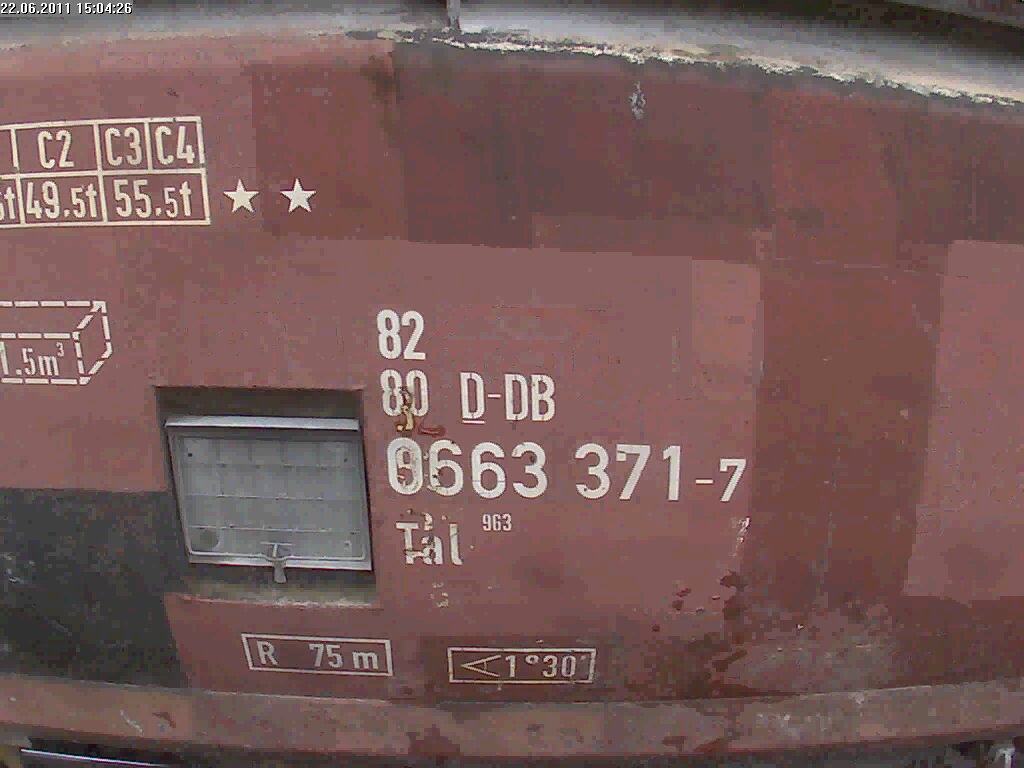 22.06.2011 15:04:26
C2 C3 C4
49.5t 55.5t
1.5m³
82
80 D-DB
0663 371-7
Tal 963
R 75 m
1°30'